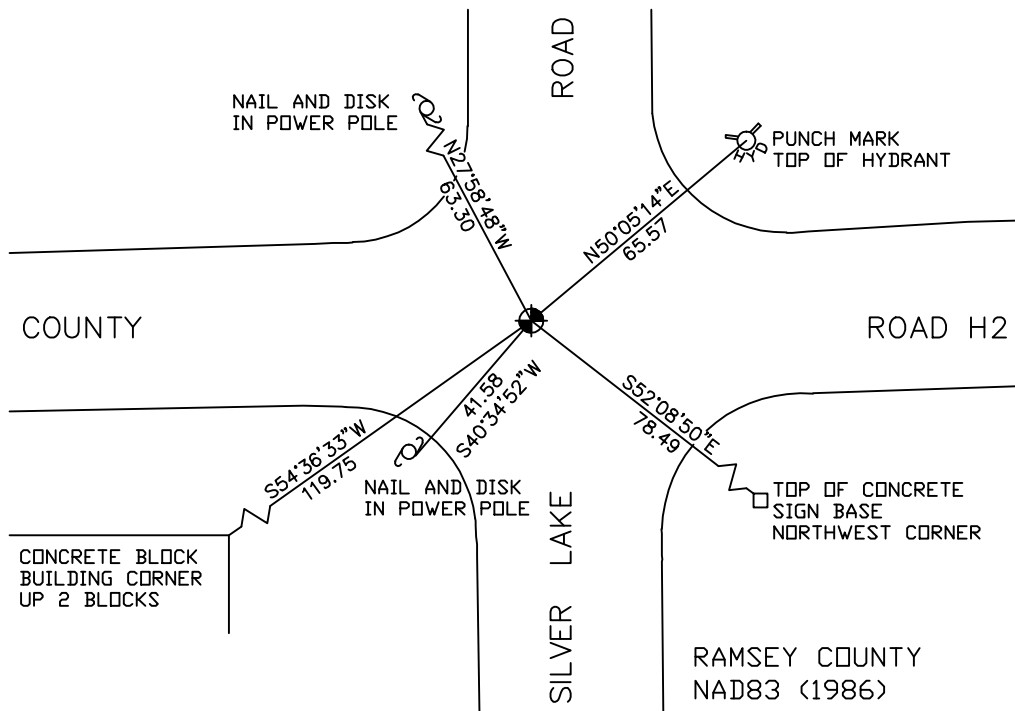 ROAD
NAIL AND DISK
IN POWER POLE
PUNCH MARK
TOP OF HYDRANT
HYD
N27°58'48"W
63.30
N50°05'14"E
65.57
COUNTY
ROAD H2
S54°36'33"W
119.75
41.58
S40°34'52"W
S52°08'50"E
78.49
NAIL AND DISK
IN POWER POLE
TOP OF CONCRETE
SIGN BASE
NORTHWEST CORNER
CONCRETE BLOCK
BUILDING CORNER
UP 2 BLOCKS
SILVER LAKE
RAMSEY COUNTY
NAD83 (1986)